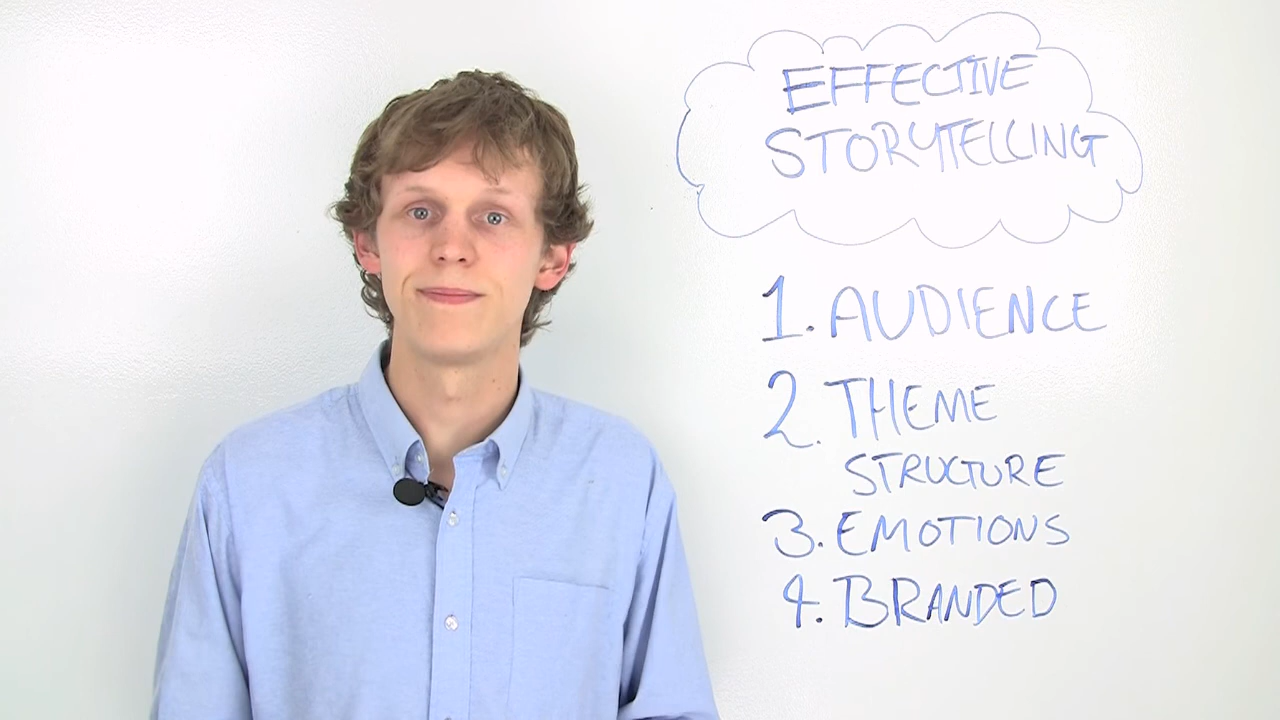 EFFECTIVE
STORYTELLING
1. AUDIENCE
2. THEME
STRUCTURE
3. EMOTIONS
4. BRANDED